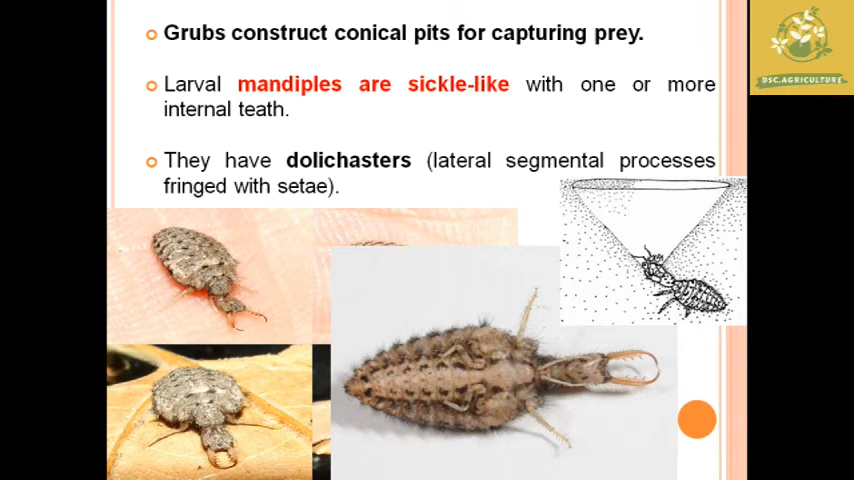 Grubs construct conical pits for capturing prey.
Larval mandiples are sickle-like with one or more
internal teath.
They have dolichasters (lateral segmental processes
fringed with setae).
DSC.AGRICULTURE